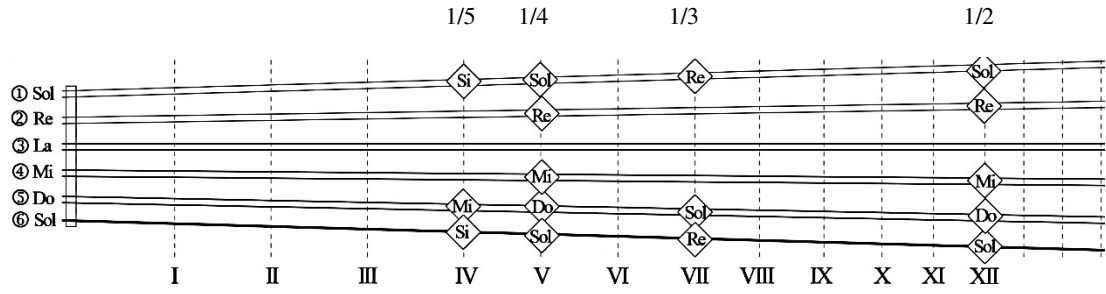 1/5 1/4 1/3 1/2
Si Sol Re Sol
① Sol
② Re Re Re
③ La
④ Mi Mi Mi
⑤ Do Mi Do Sol Do
⑥ Sol Si Sol Re Sol
I II III IV V VI VII VIII IX X XI XII